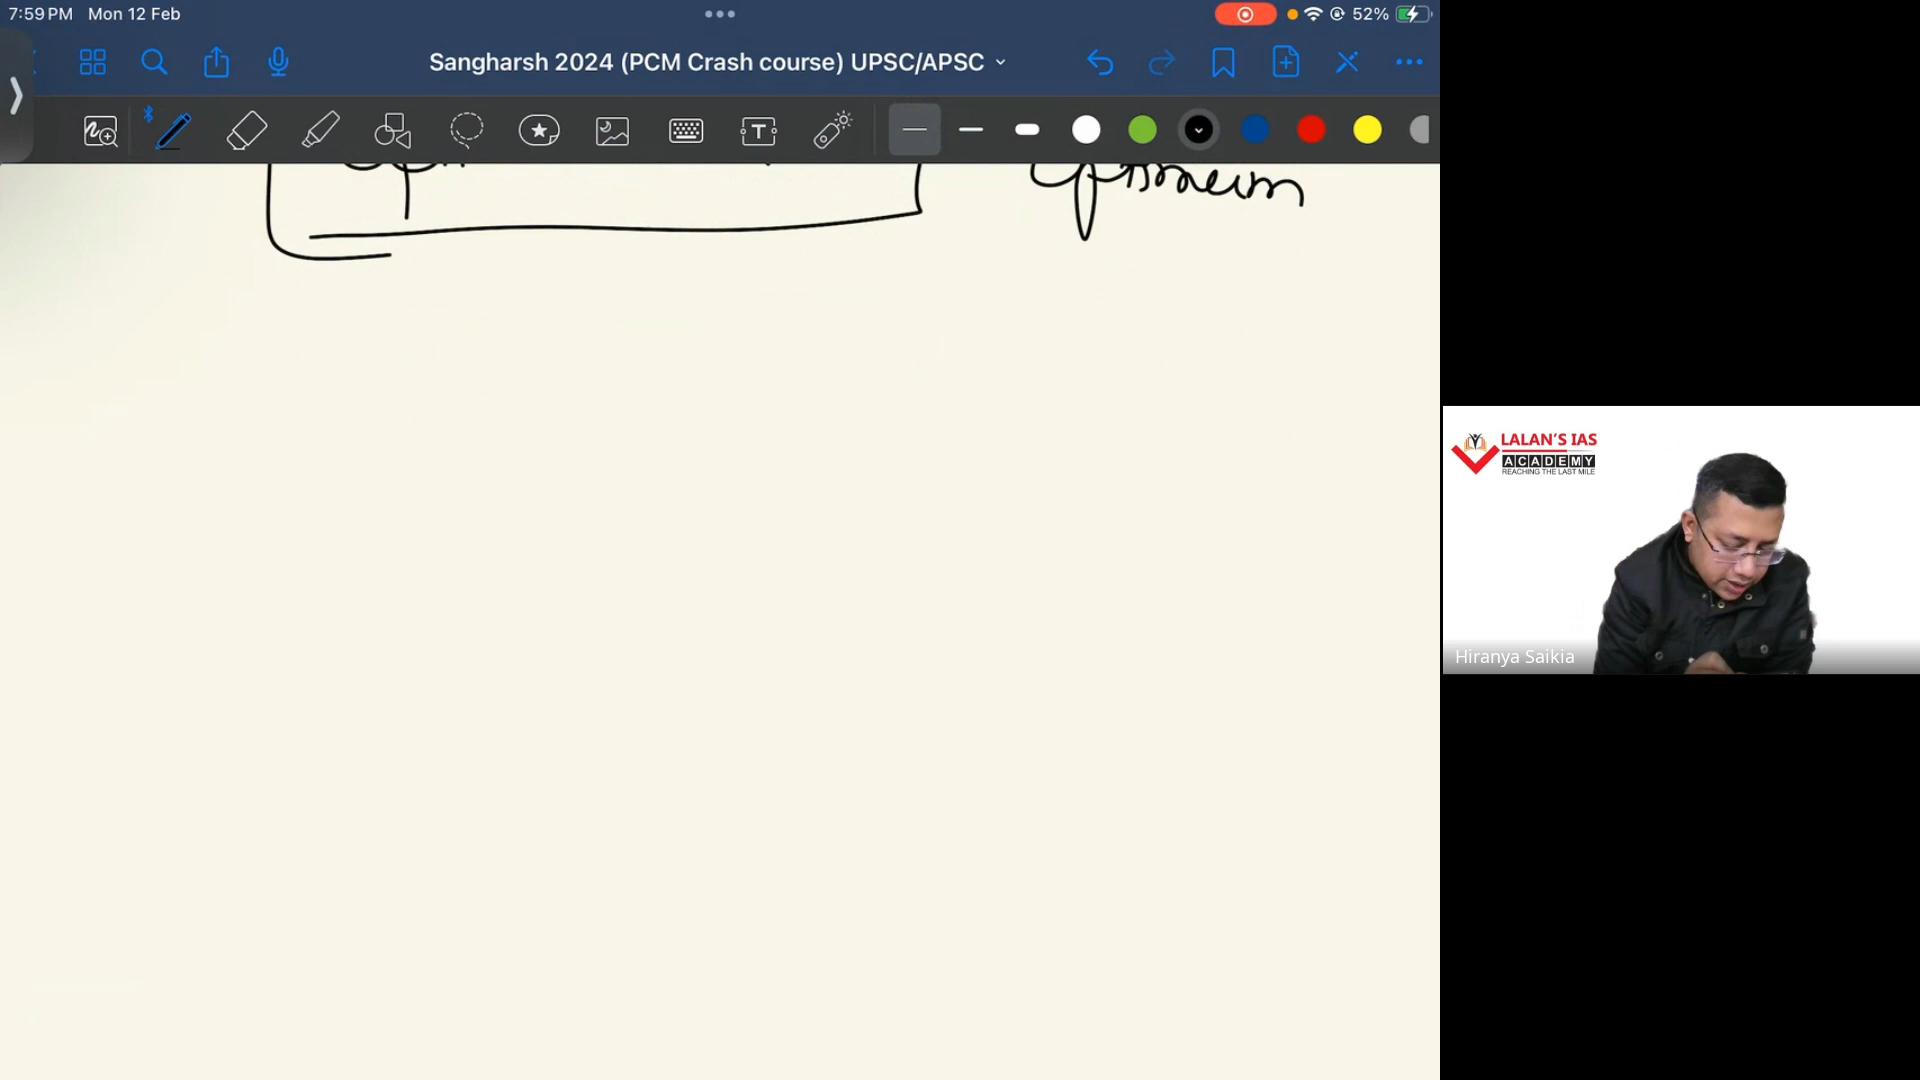 7:59 PM Mon 12 Feb
52%
Sangharsh 2024 (PCM Crash course) UPSC/APSC
T
LALAN'S IAS
ACADEMY
REACHING THE LAST MILE
Hiranya Saikia